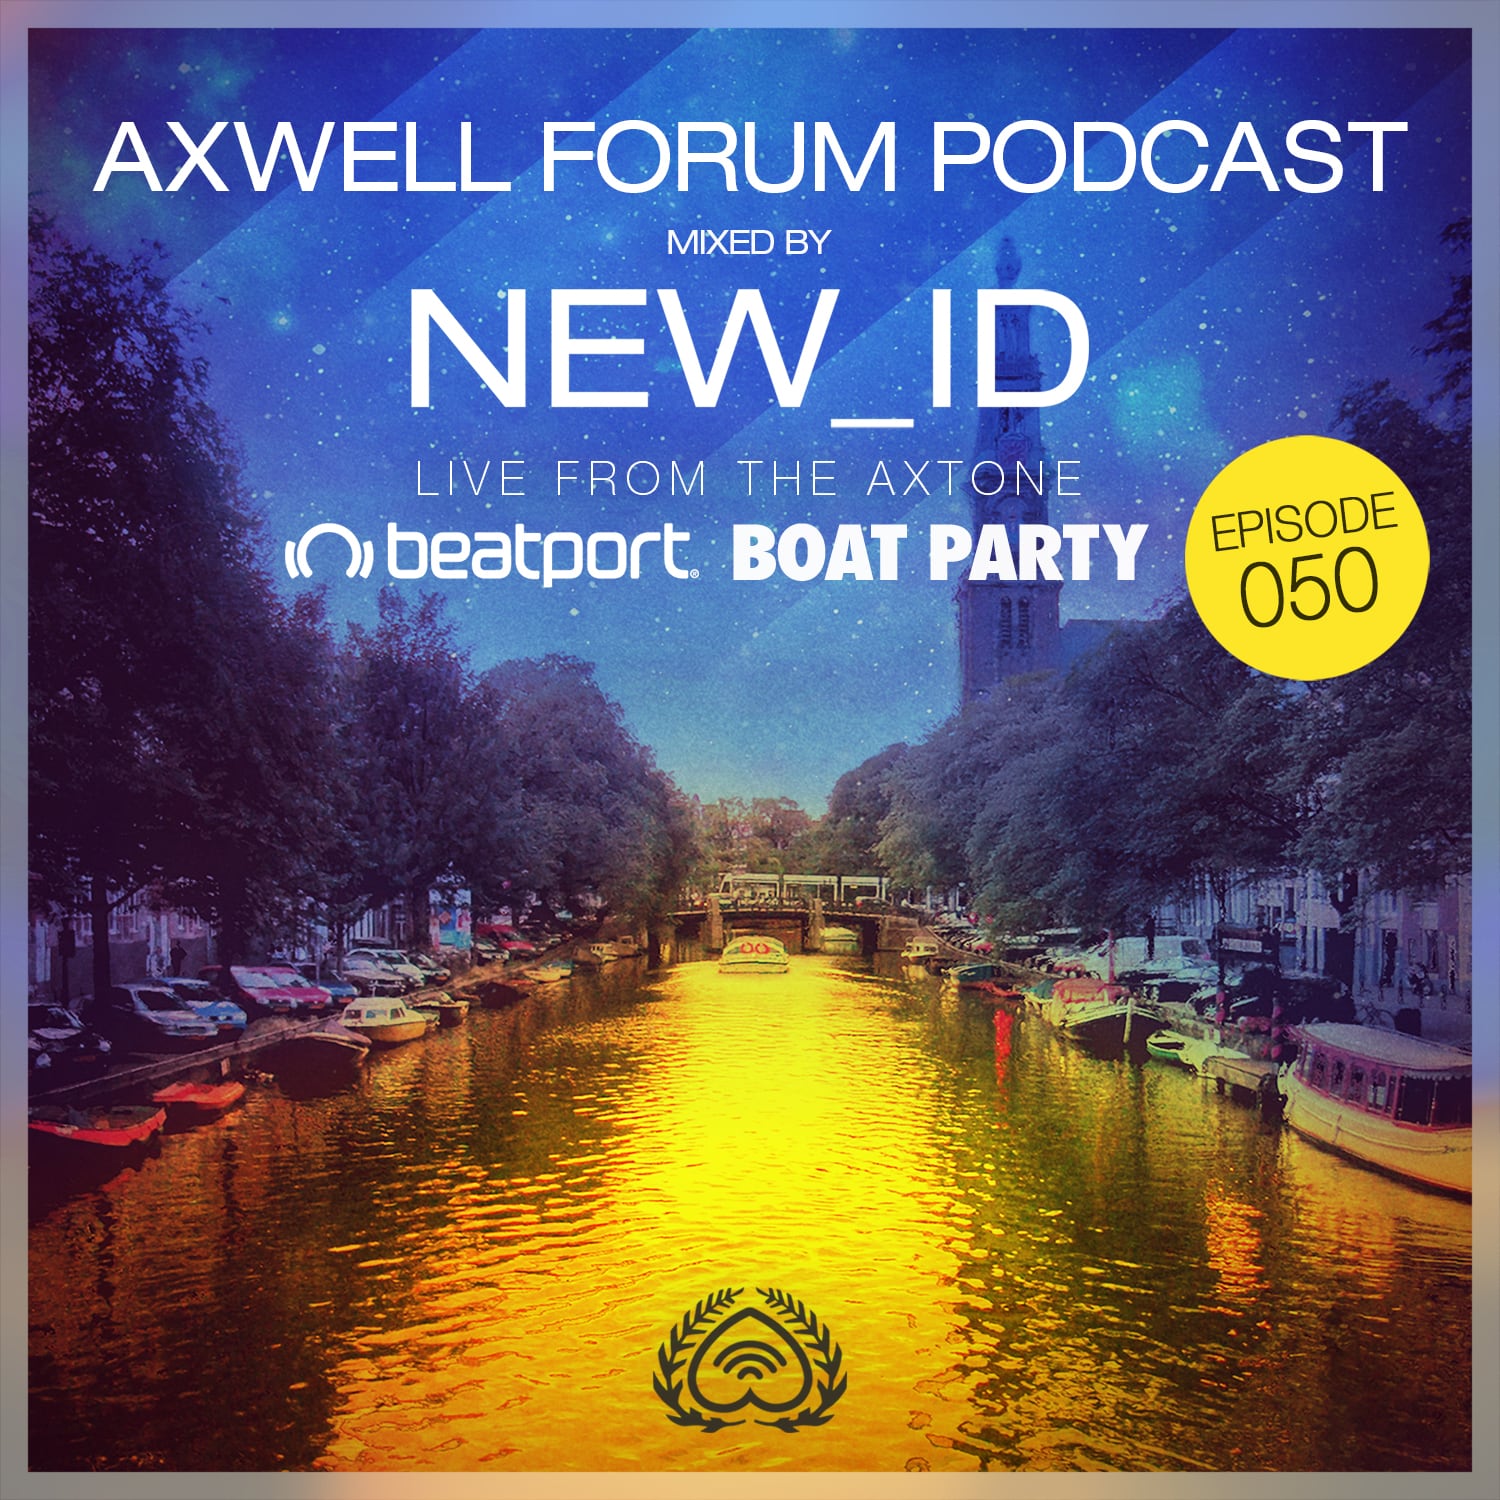 AXWELL FORUM PODCAST
MIXED BY
NEW_ID
LIVE FROM THE AXTONE
beatport® BOAT PARTY
EPISODE
050